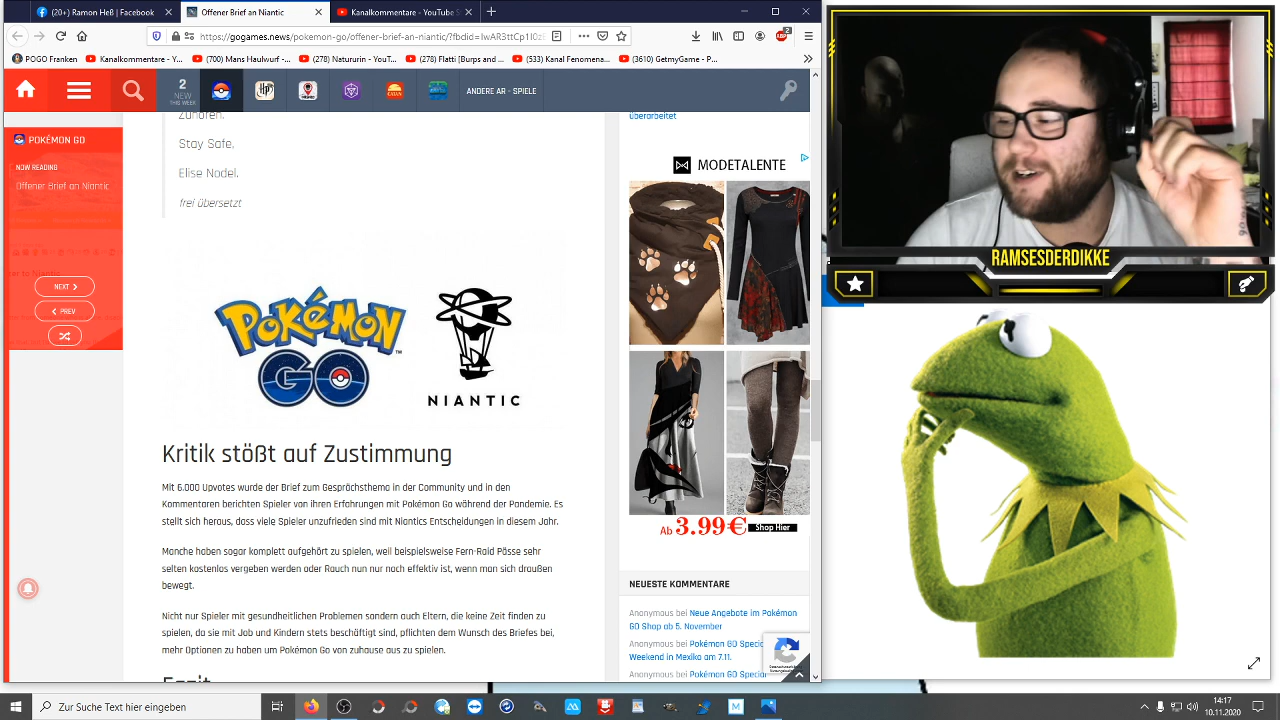 (20+) Ramon Heß | Facebook
Offener Brief an Niantic
Kanalkommentare - YouTube S
https://gogames.news/pokemon-go/offener-brief-an-niantic/
POGO Franken
Kanalkommentare - Y...
(700) Mans Haulwurf -...
(278) Natururin - YouT...
(278) Flatti [Burps and ...
(533) Kanal Fenomena...
(3610) GetmyGame - P...
2
NEW
THIS WEEK
ANDERE AR - SPIELE
POKÉMON GO
NOW READING
Offener Brief an Niantic
NEXT
PREV
Zuhören.
Stay Safe,
Elise Nodel.
frei übersetzt
POKÉMON
GO
™
NIANTIC
Kritik stößt auf Zustimmung
Mit 6.000 Upvotes wurde der Brief zum Gesprächsthema in der Community und in den
Kommentaren berichten Spieler von ihren Erfahrungen mit Pokémon Go während der Pandemie. Es
stellt sich heraus, dass viele Spieler unzufrieden sind mit Niantics Entscheidungen in diesem Jahr.
Manche haben sogar komplett aufgehört zu spielen, weil beispielsweise Fern-Raid Pässe sehr
selten kostenlos vergeben werden oder Rauch nun nur noch effektiv ist, wenn man sich draußen
bewegt.
Nicht nur Spieler mit gesundheitlichen Problemen sondern auch Eltern, die keine Zeit finden zu
spielen, da sie mit Job und Kindern stets beschäftigt sind, pflichten dem Wunsch des Briefes bei,
mehr Optionen zu haben um Pokémon Go von zuhause aus zu spielen.
Fazit
überarbeitet
MODETALENTE
Ab 3.99€ Shop Hier
NEUESTE KOMMENTARE
Anonymous bei Neue Angebote im Pokémon
GO Shop ab 5. November
Anonymous bei Pokémon GO Special
Weekend in Mexiko am 7.11.
Anonymous bei Pokémon GO Special
RAMSESDERDIKKE
Zur Suche Text hier eingeben
14:17
10.11.2020